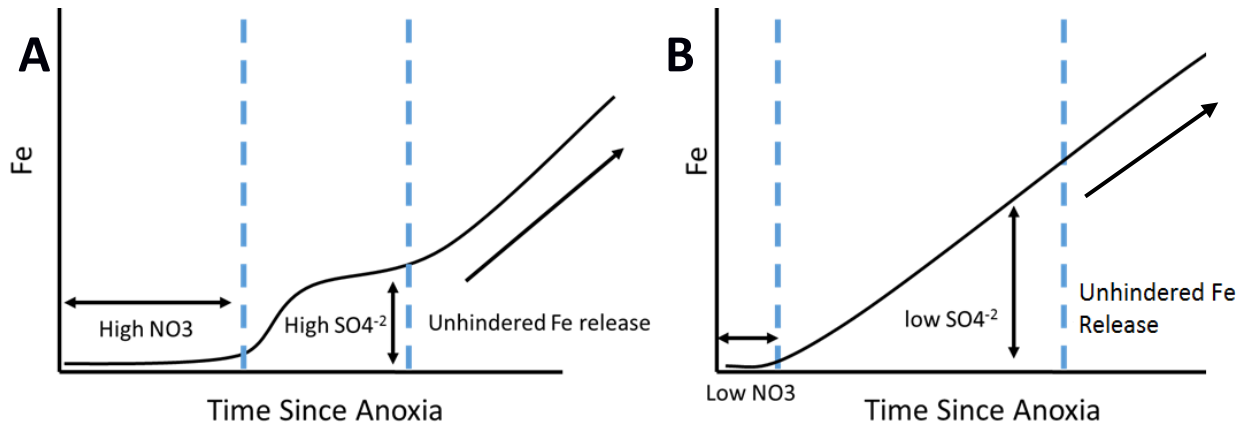 A
Fe
High NO3
High SO4-2
Unhindered Fe release
Time Since Anoxia
B
Fe
Low NO3
low SO4-2
Unhindered Fe
Release
Time Since Anoxia